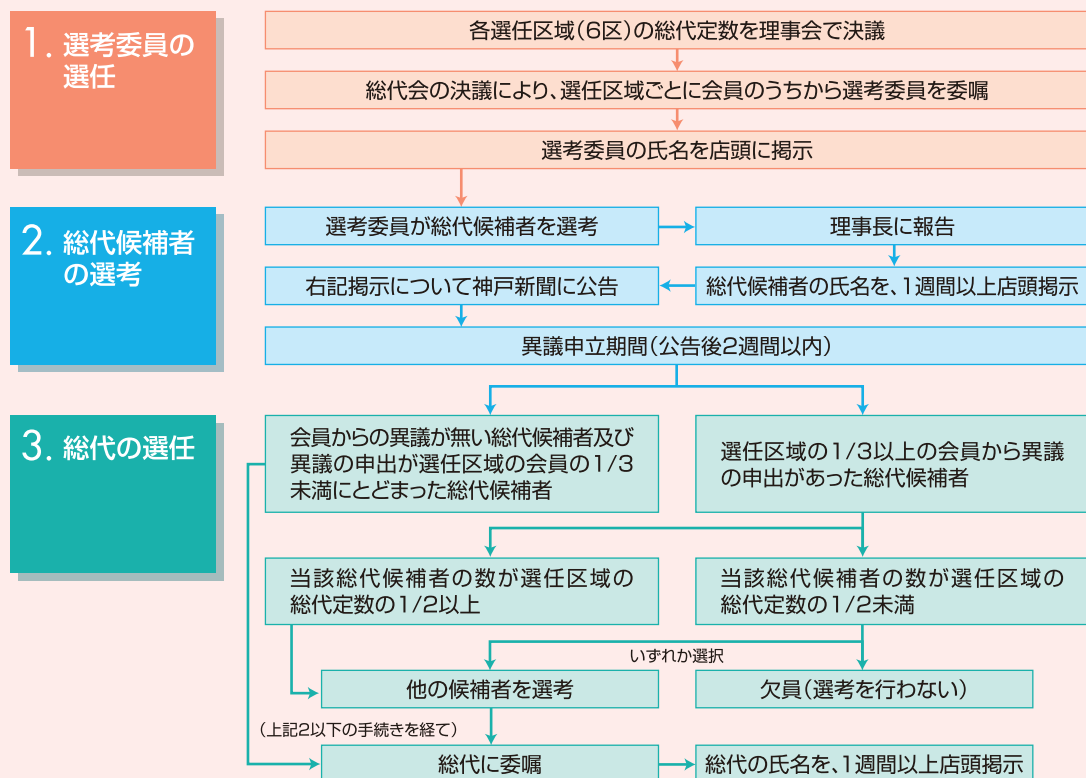 1. 選考委員の
選任
各選任区域（6区）の総代定数を理事会で決議
総代会の決議により、選任区域ごとに会員のうちから選考委員を委嘱
選考委員の氏名を店頭に掲示
2. 総代候補者
の選考
選考委員が総代候補者を選考
理事長に報告
右記掲示について神戸新聞に公告
総代候補者の氏名を、1週間以上店頭掲示
異議申立期間（公告後2週間以内）
3. 総代の選任
会員からの異議が無い総代候補者及び
異議の申出が選任区域の会員の1/3
未満にとどまった総代候補者
選任区域の1/3以上の会員から異議
の申出があった総代候補者
当該総代候補者の数が選任区域の
総代定数の1/2以上
当該総代候補者の数が選任区域の
総代定数の1/2未満
いずれか選択
他の候補者を選考
欠員（選考を行わない）
（上記2以下の手続きを経て）
総代に委嘱
総代の氏名を、1週間以上店頭掲示